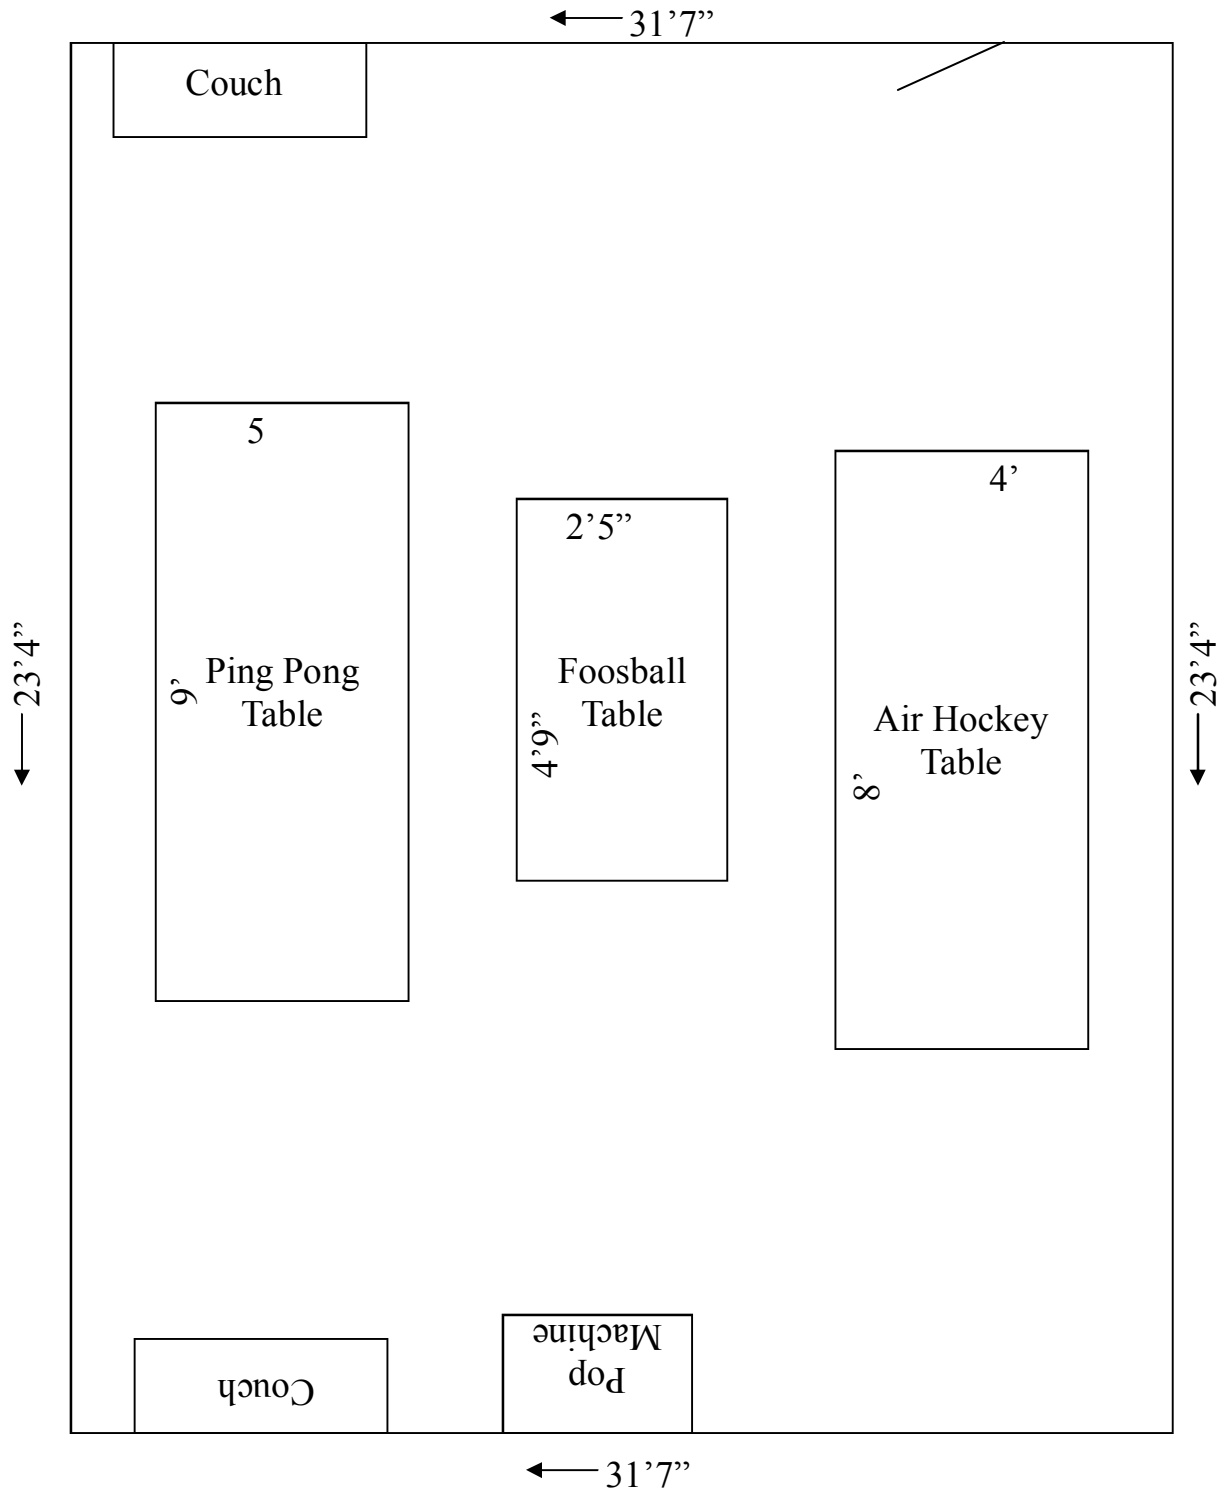 31’7”
Couch
5
4’
2’5”
23’4”
23’4”
9’
Ping Pong
Table
Foosball
Table
4’9”
Air Hockey
Table
8’
Pop
Machine
Couch
31’7”